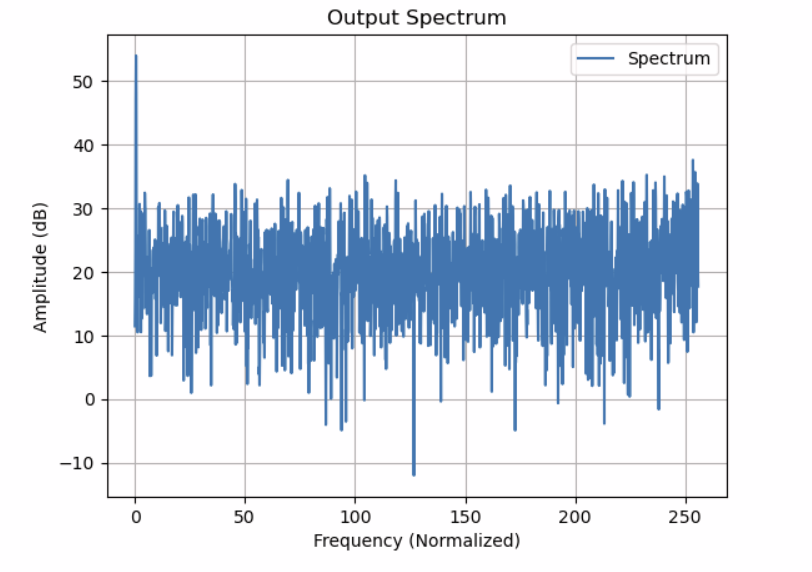 Output Spectrum
Spectrum
50
40
30
20
10
0
−10
Amplitude (dB)
0 50 100 150 200 250
Frequency (Normalized)